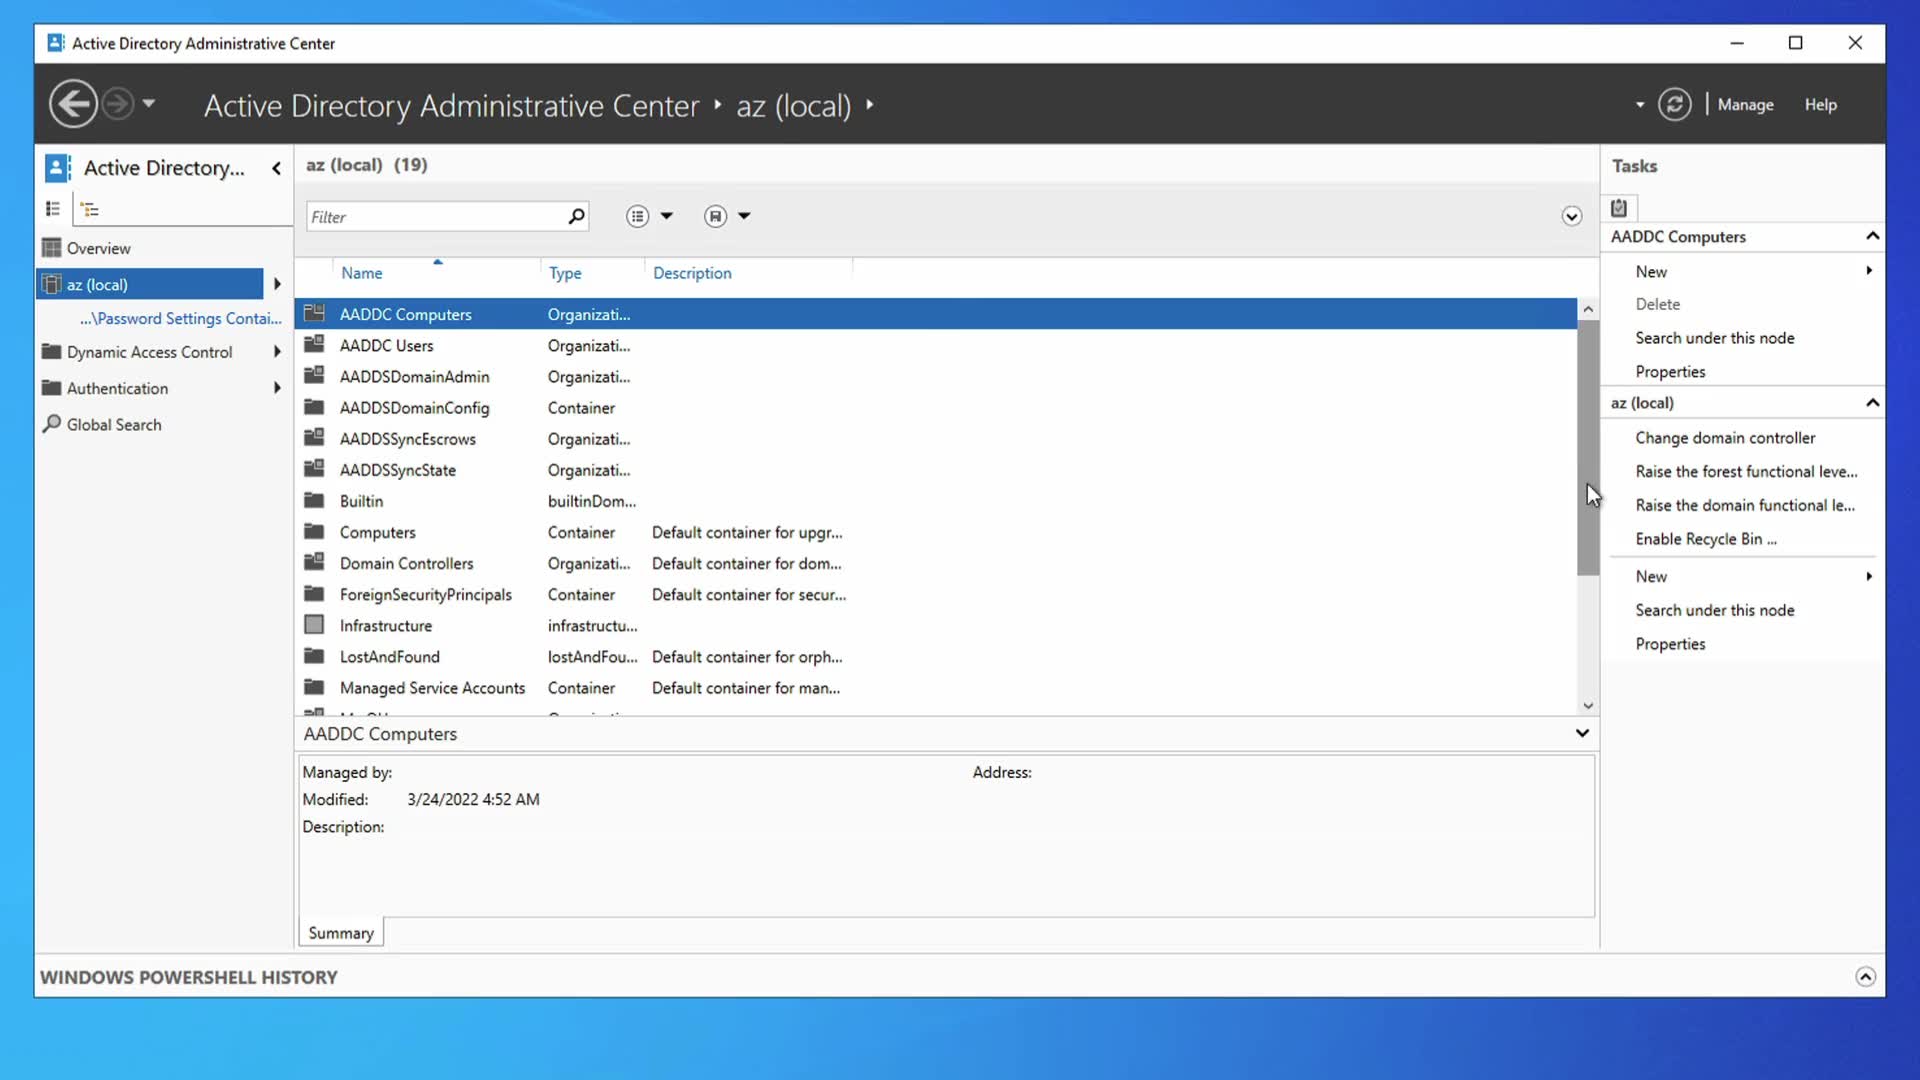 Active Directory Administrative Center
Active Directory Administrative Center az (local)
Manage Help
Active Directory...
Overview
az (local)
...\Password Settings Contai...
Dynamic Access Control
Authentication
Global Search
az (local) (19)
Filter
Name Type Description
AADDC Computers Organizati...
AADDC Users Organizati...
AADDSDomainAdmin Organizati...
AADDSDomainConfig Container
AADDSSyncEscrows Organizati...
AADDSSyncState Organizati...
Builtin builtinDom...
Computers Container Default container for upgr...
Domain Controllers Organizati... Default container for dom...
ForeignSecurityPrincipals Container Default container for secur...
Infrastructure infrastructu...
LostAndFound lostAndFou... Default container for orph...
Managed Service Accounts Container Default container for man...
AADDC Computers
Managed by: Address:
Modified: 3/24/2022 4:52 AM
Description:
Summary
Tasks
AADDC Computers
New
Delete
Search under this node
Properties
az (local)
Change domain controller
Raise the forest functional leve...
Raise the domain functional le...
Enable Recycle Bin ...
New
Search under this node
Properties
WINDOWS POWERSHELL HISTORY